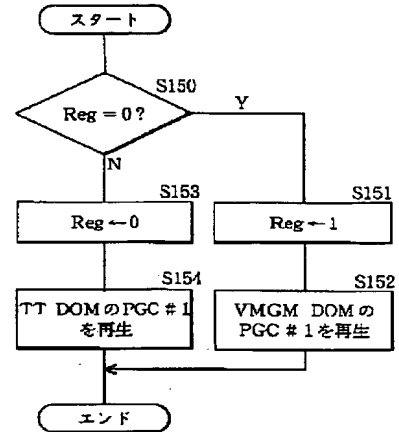 スタート
S150
Reg = 0 ?
Y
N
S153
Reg ← 0
S151
Reg ← 1
S154
TT DOMのPGC # 1
を再生
S152
VMGM DOMの
PGC # 1を再生
エンド